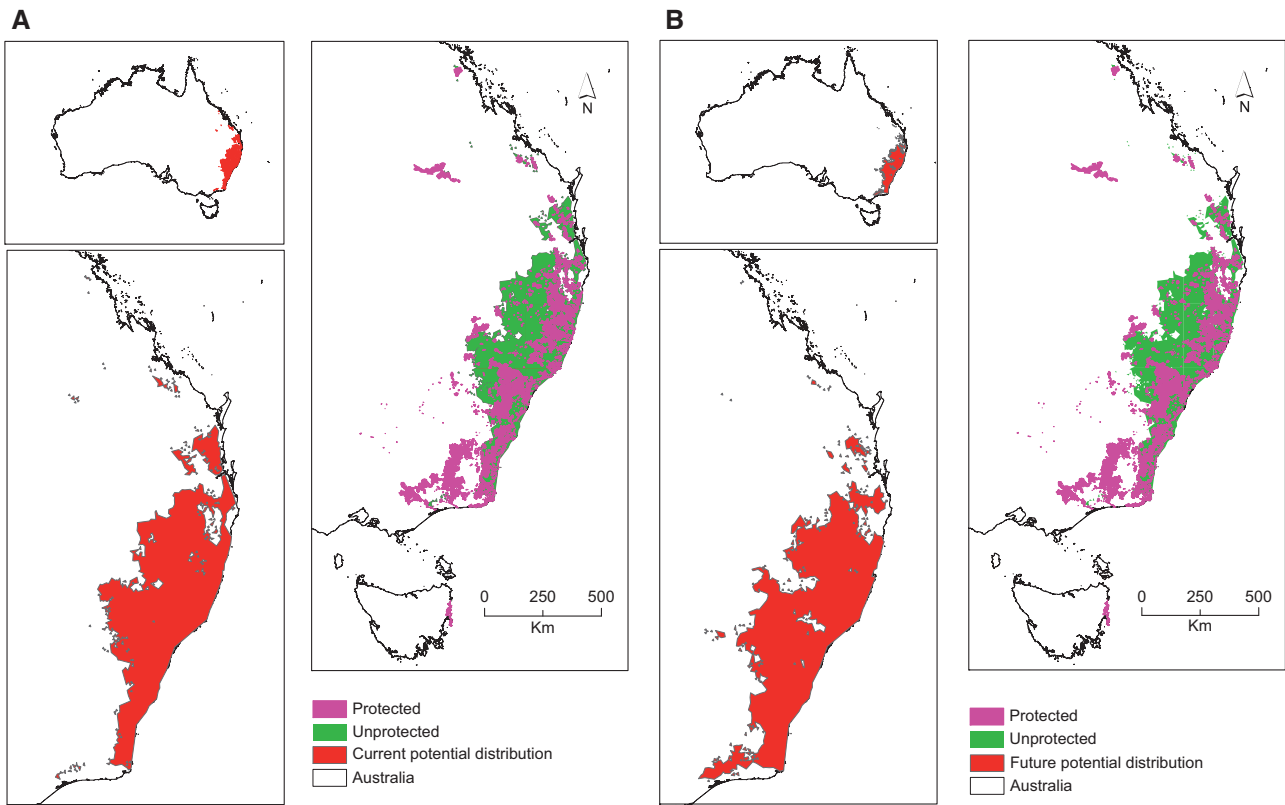 A
B
N
N
0 250 500
Km
0 250 500
Km
Protected
Unprotected
Current potential distribution
Australia
Protected
Unprotected
Future potential distribution
Australia